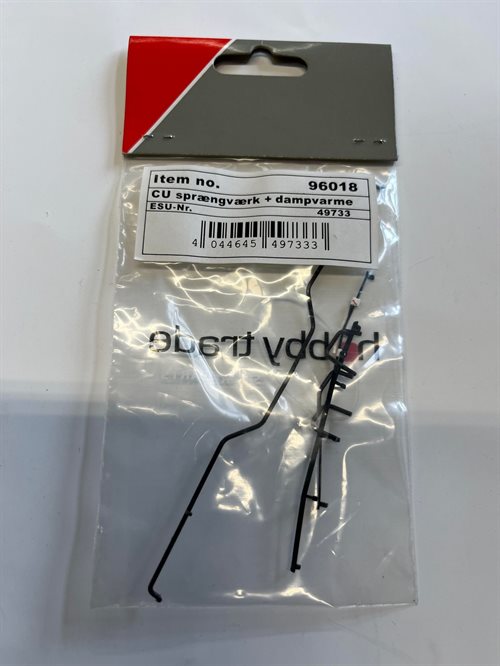 Item no. 96018
CU sprængværk + dampvarme
ESU-Nr. 49733
4 044645 497333
hobby trade